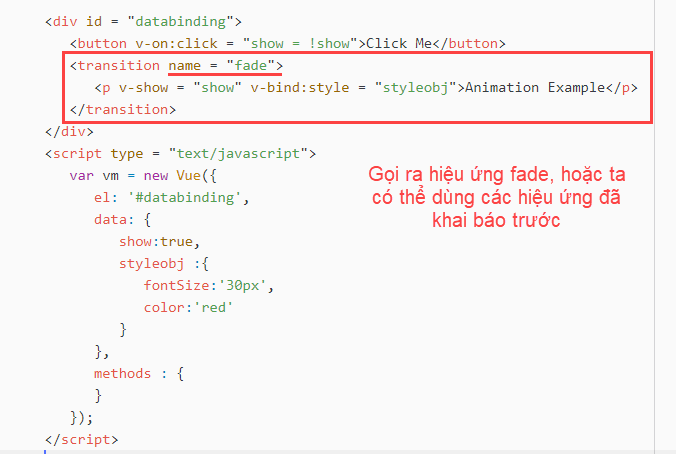 <div id = "databinding">
<button v-on:click = "show = !show">Click Me</button>
<transition name = "fade">
<p v-show = "show" v-bind:style = "styleobj">Animation Example</p>
</transition>
</div>
<script type = "text/javascript">
var vm = new Vue({
el: '#databinding',
data: {
show:true,
styleobj :{
fontSize:'30px',
color:'red'
}
},
methods : {
}
});
</script>
Gọi ra hiệu ứng fade, hoặc ta
có thể dùng các hiệu ứng đã
khai báo trước